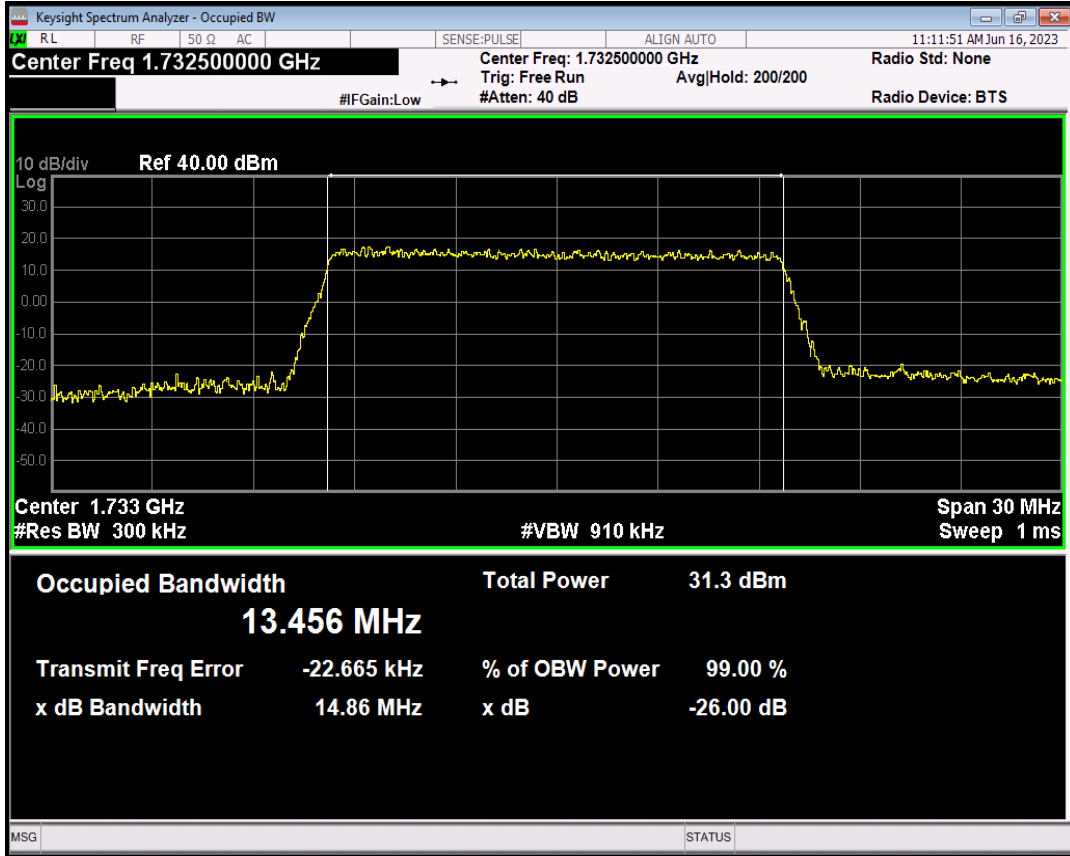 Keysight Spectrum Analyzer - Occupied BW
LXI RL RF 50 Ω AC SENSE:PULSE ALIGN AUTO 11:11:51 AM Jun 16, 2023
Center Freq 1.732500000 GHz Center Freq: 1.732500000 GHz Radio Std: None
Trig: Free Run Avg|Hold: 200/200
#IFGain:Low #Atten: 40 dB Radio Device: BTS
10 dB/div Ref 40.00 dBm
Log
30.0
20.0
10.0
0.00
-10.0
-20.0
-30.0
-40.0
-50.0
Center 1.733 GHz Span 30 MHz
#Res BW 300 kHz #VBW 910 kHz Sweep 1 ms
Occupied Bandwidth Total Power 31.3 dBm
13.456 MHz
Transmit Freq Error -22.665 kHz % of OBW Power 99.00 %
x dB Bandwidth 14.86 MHz x dB -26.00 dB
MSG STATUS